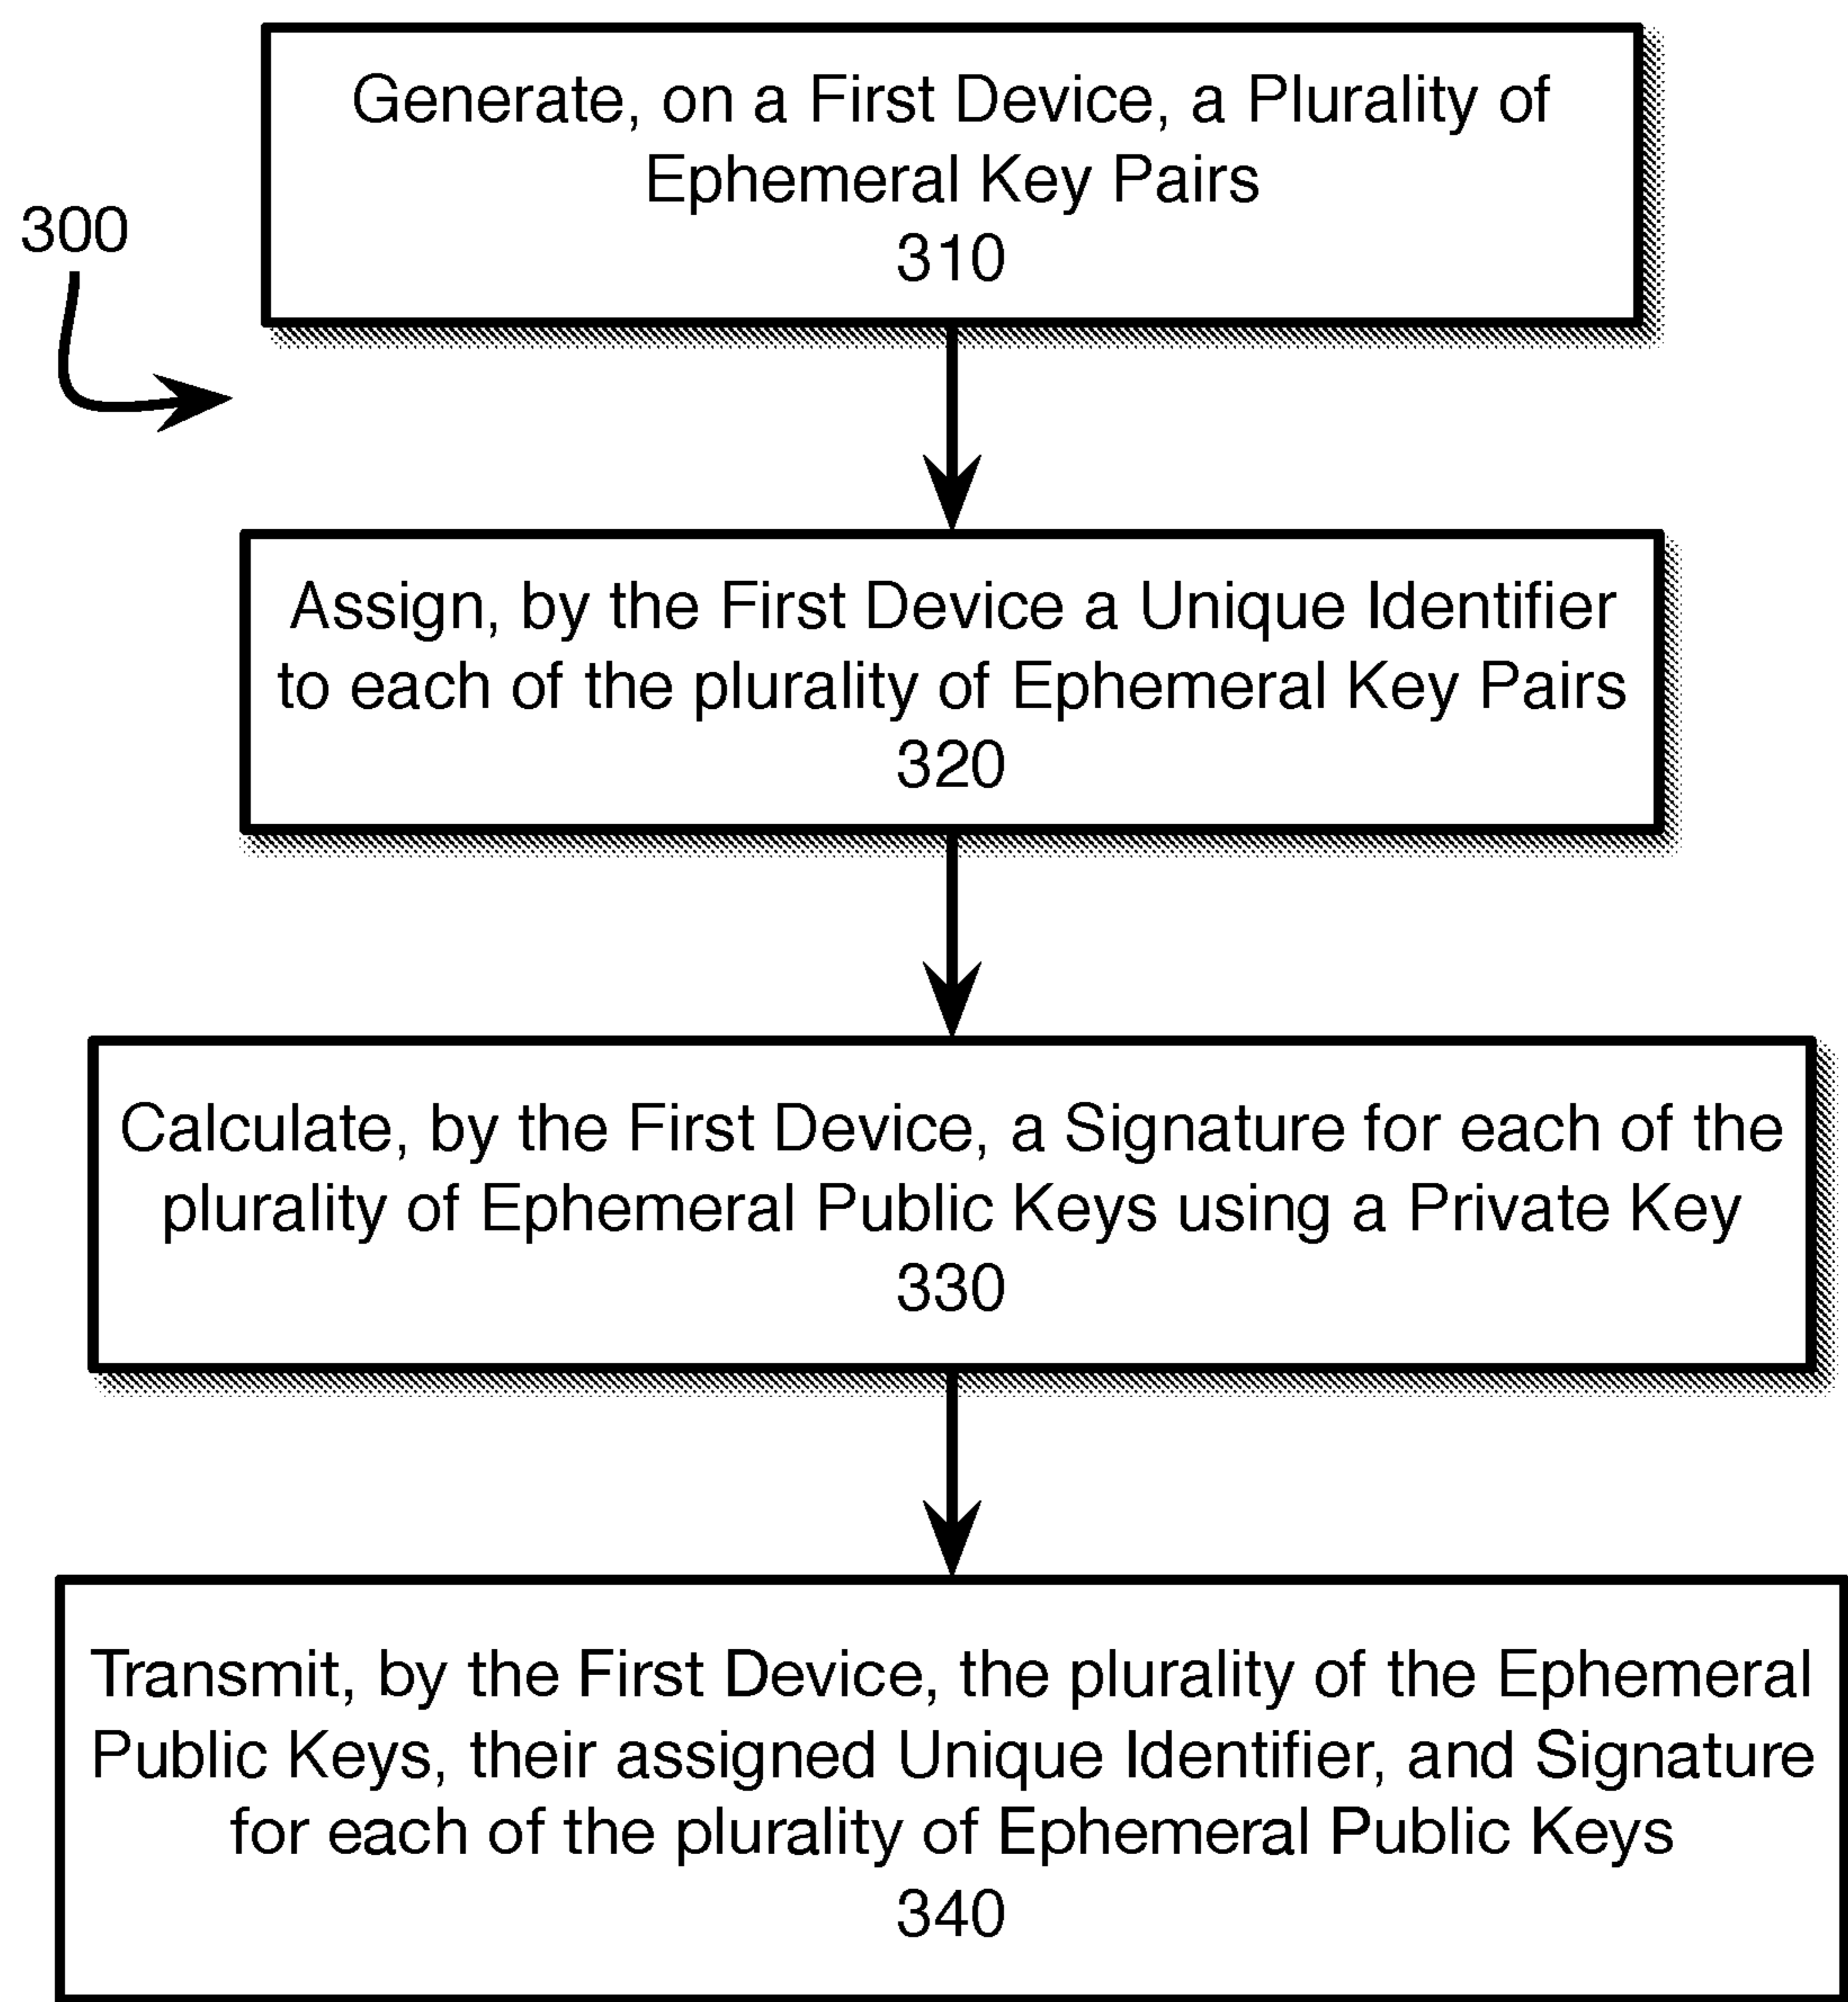 Generate, on a First Device, a Plurality of
Ephemeral Key Pairs
310
300
Assign, by the First Device a Unique Identifier
to each of the plurality of Ephemeral Key Pairs
320
Calculate, by the First Device, a Signature for each of the
plurality of Ephemeral Public Keys using a Private Key
330
Transmit, by the First Device, the plurality of the Ephemeral
Public Keys, their assigned Unique Identifier, and Signature
for each of the plurality of Ephemeral Public Keys
340